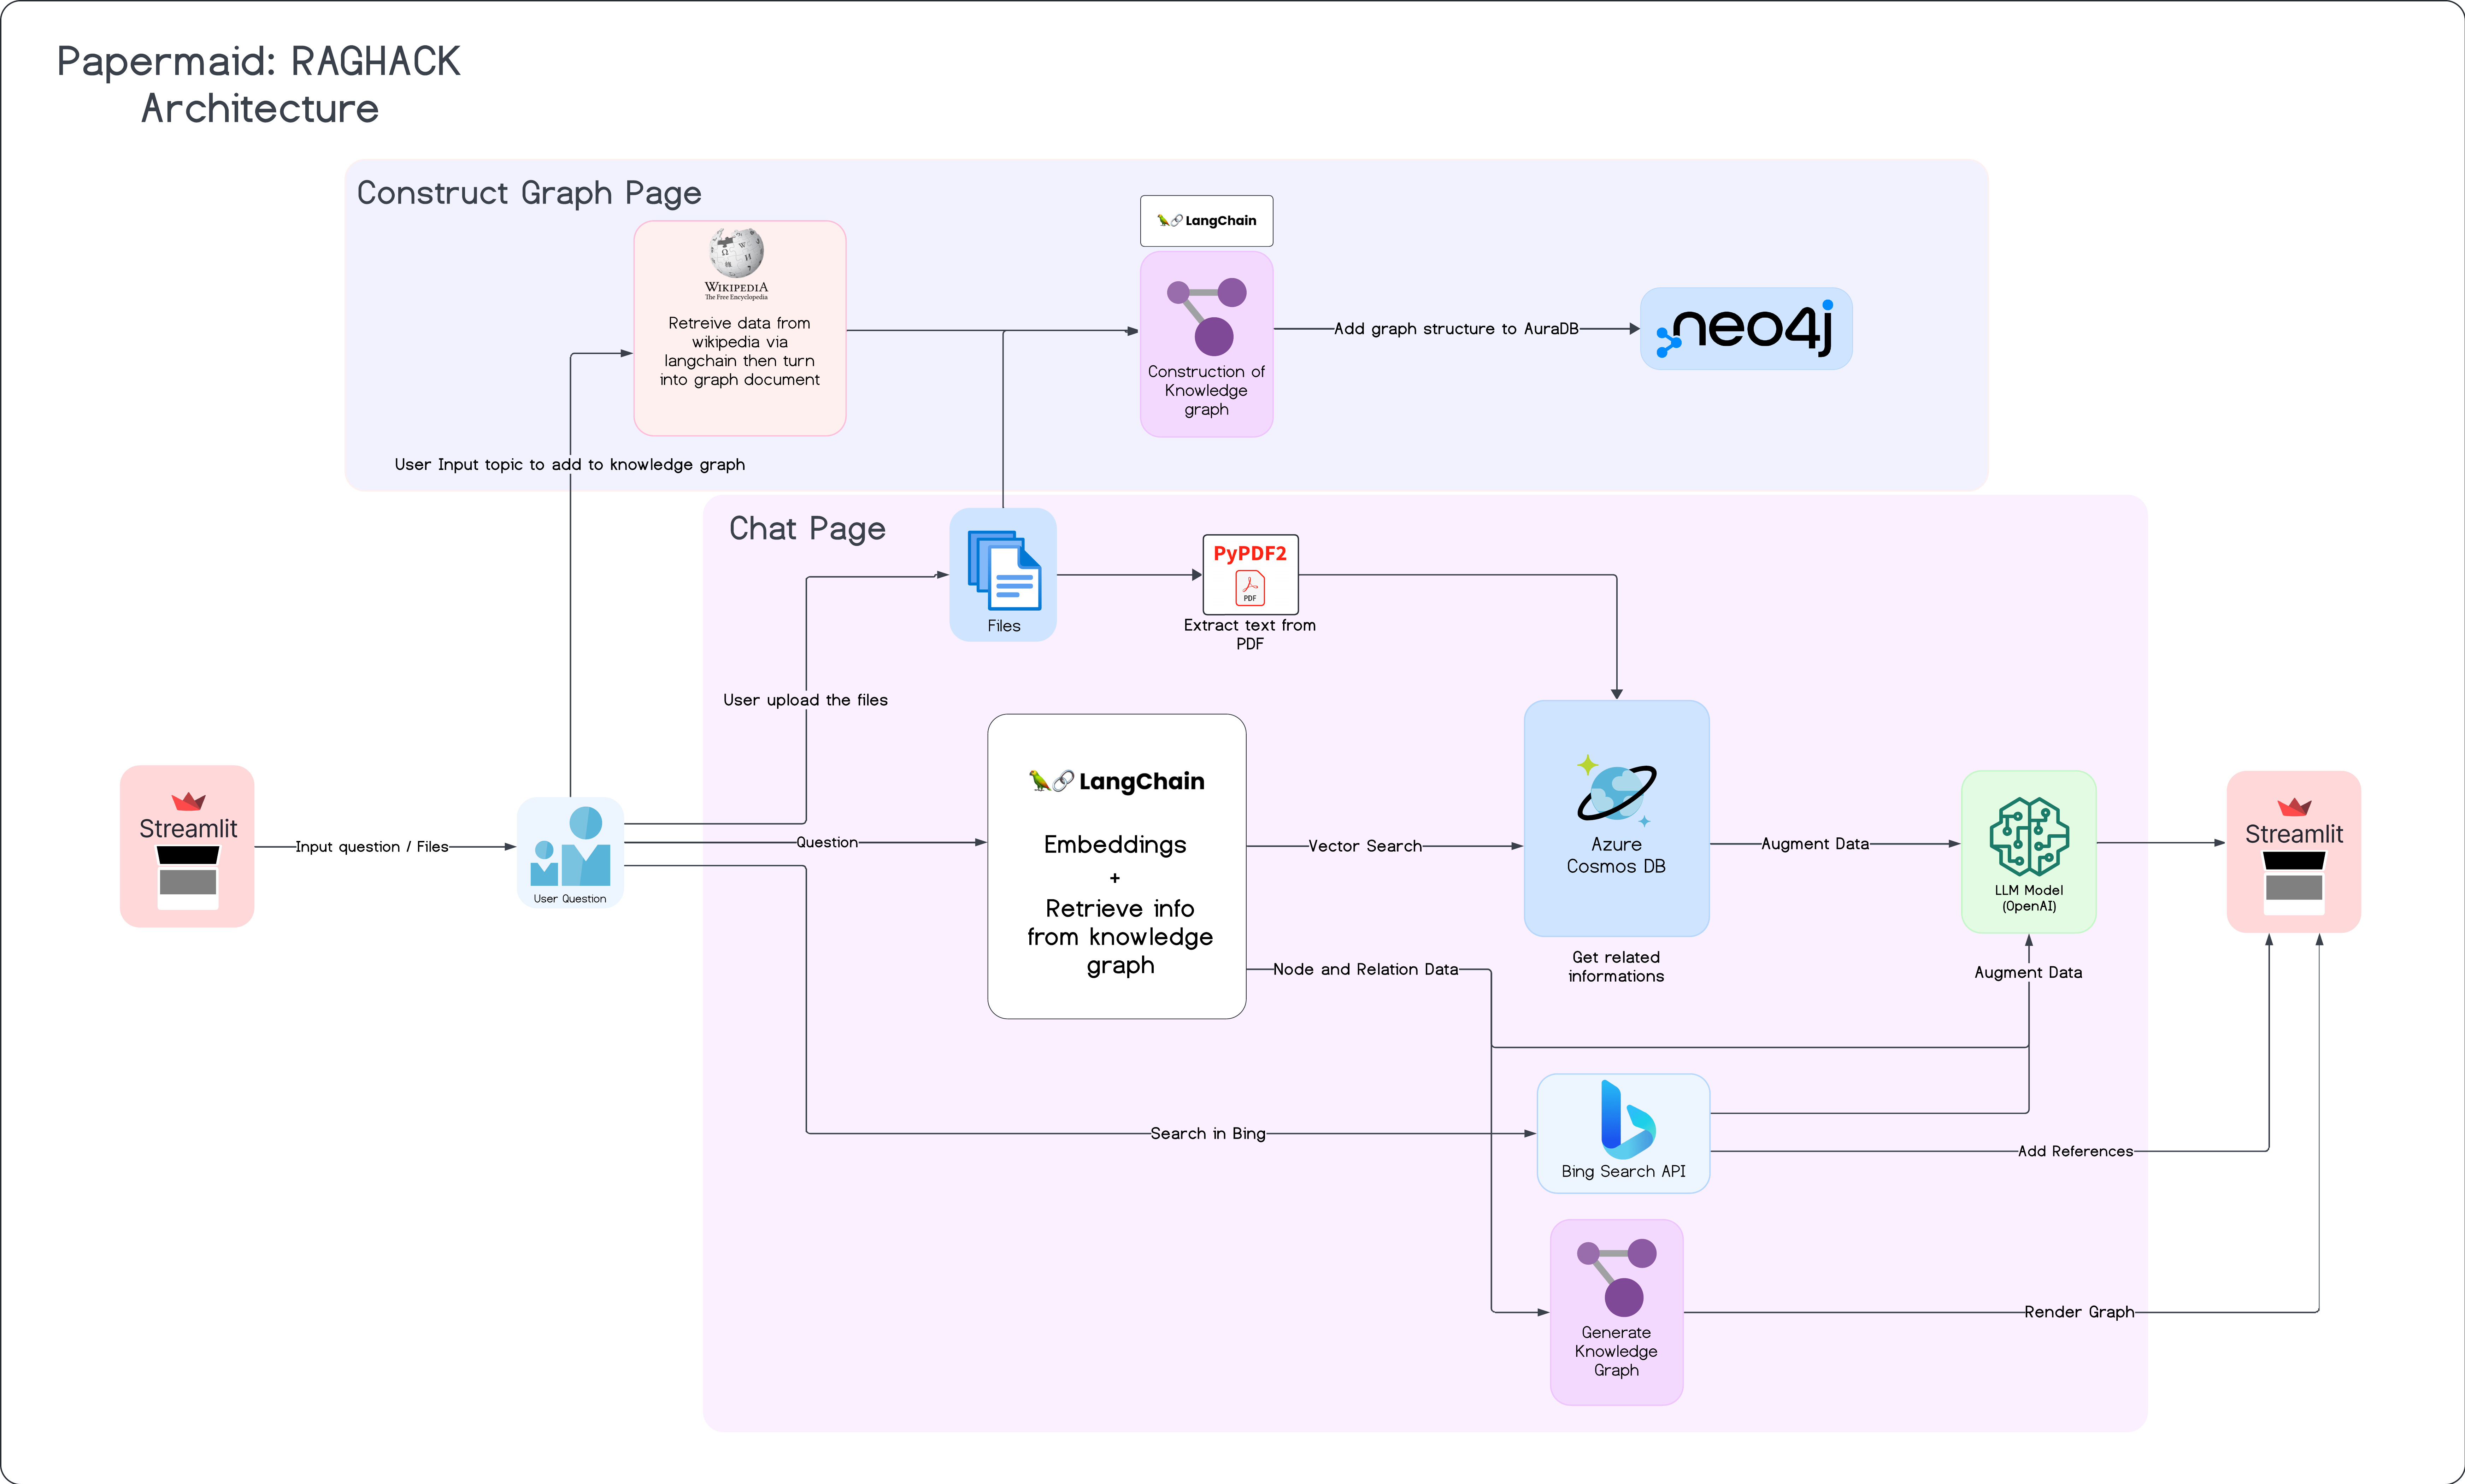 Papermaid: RAGHACK
Architecture
Construct Graph Page
WIKIPEDIA
The Free Encyclopedia
Retreive data from
wikipedia via
langchain then turn
into graph document
LangChain
Construction of
Knowledge
graph
Add graph structure to AuraDB
neo4j
User Input topic to add to knowledge graph
Chat Page
Files
PyPDF2
PDF
Extract text from
PDF
User upload the files
Streamlit
Input question / Files
User Question
Question
LangChain
Embeddings
+
Retrieve info
from knowledge
graph
Vector Search
Node and Relation Data
Azure
Cosmos DB
Get related
informations
Augment Data
LLM Model
(OpenAI)
Augment Data
Streamlit
Search in Bing
Bing Search API
Add References
Generate
Knowledge
Graph
Render Graph